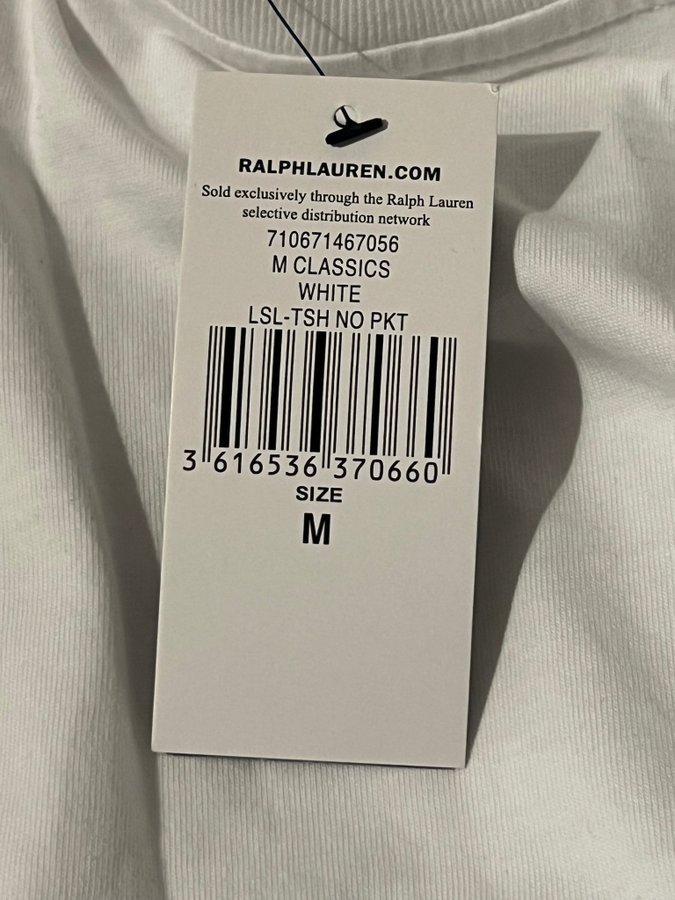 RALPHLAUREN.COM
Sold exclusively through the Ralph Lauren
selective distribution network
710671467056
M CLASSICS
WHITE
LSL-TSH NO PKT
3 616536 370660
SIZE
M